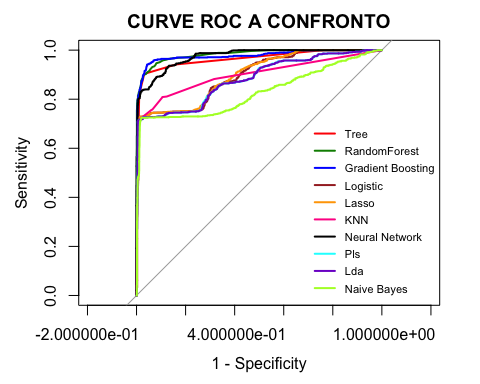 CURVE ROC A CONFRONTO
Sensitivity
1.0
0.8
0.6
0.4
0.2
0.0
Tree
RandomForest
Gradient Boosting
Logistic
Lasso
KNN
Neural Network
Pls
Lda
Naive Bayes
-2.000000e-01 4.000000e-01 1.000000e+00
1 - Specificity